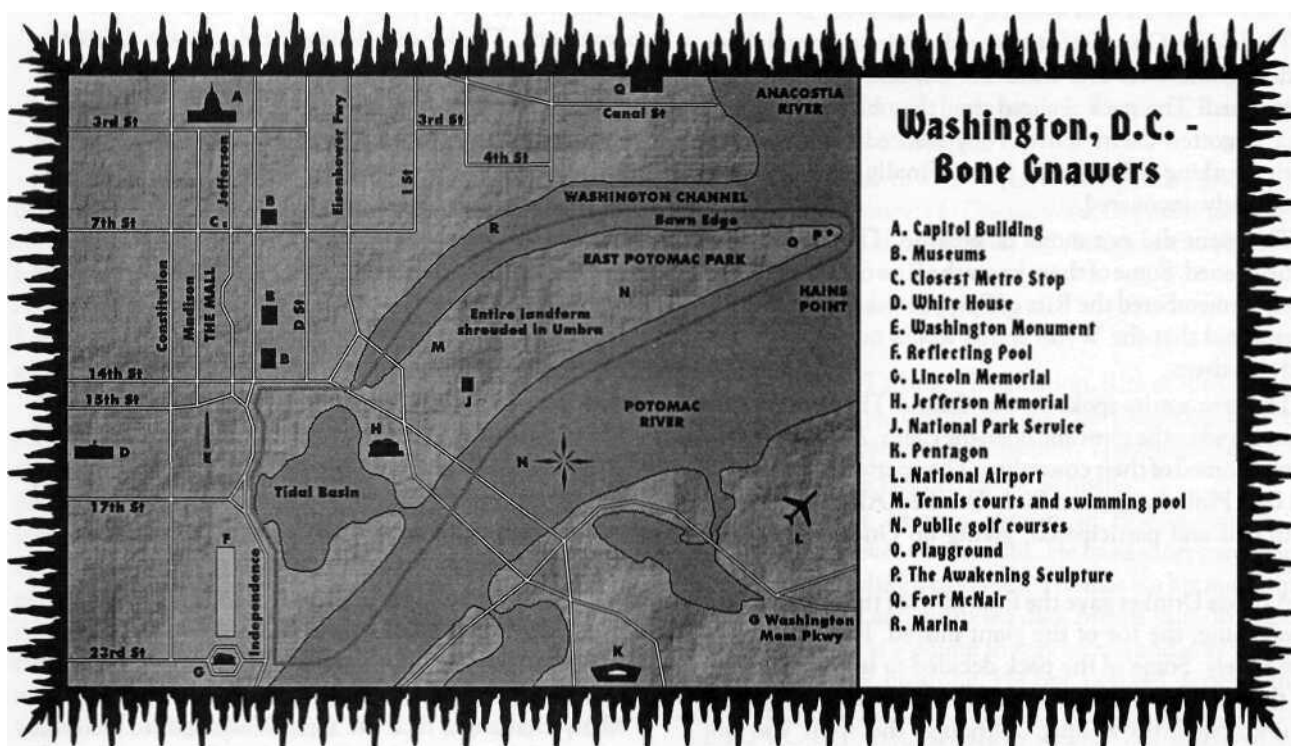 A
3rd St
Jefferson
Eisenhower Fwy
I St
3rd St
4th St
Q
Canal St
ANACOSTIA
RIVER
7th St
C
B
R
WASHINGTON CHANNEL
Bawn Edge
O P
EAST POTOMAC PARK
N
HAINS
POINT
Constitution
Madison
THE MALL
B
D St
Entire landform
shrouded in Umbra
M
B
14th St
15th St
J
D
E
H
POTOMAC
RIVER
N
Tidal Basin
17th St
L
F
Independence
23rd St
G
G Washington
Mem Pkwy
K
Washington, D.C. -
Bone Gnawers
A. Capitol Building
B. Museums
C. Closest Metro Stop
D. White House
E. Washington Monument
F. Reflecting Pool
G. Lincoln Memorial
H. Jefferson Memorial
J. National Park Service
K. Pentagon
L. National Airport
M. Tennis courts and swimming pool
N. Public golf courses
O. Playground
P. The Awakening Sculpture
Q. Fort McNair
R. Marina